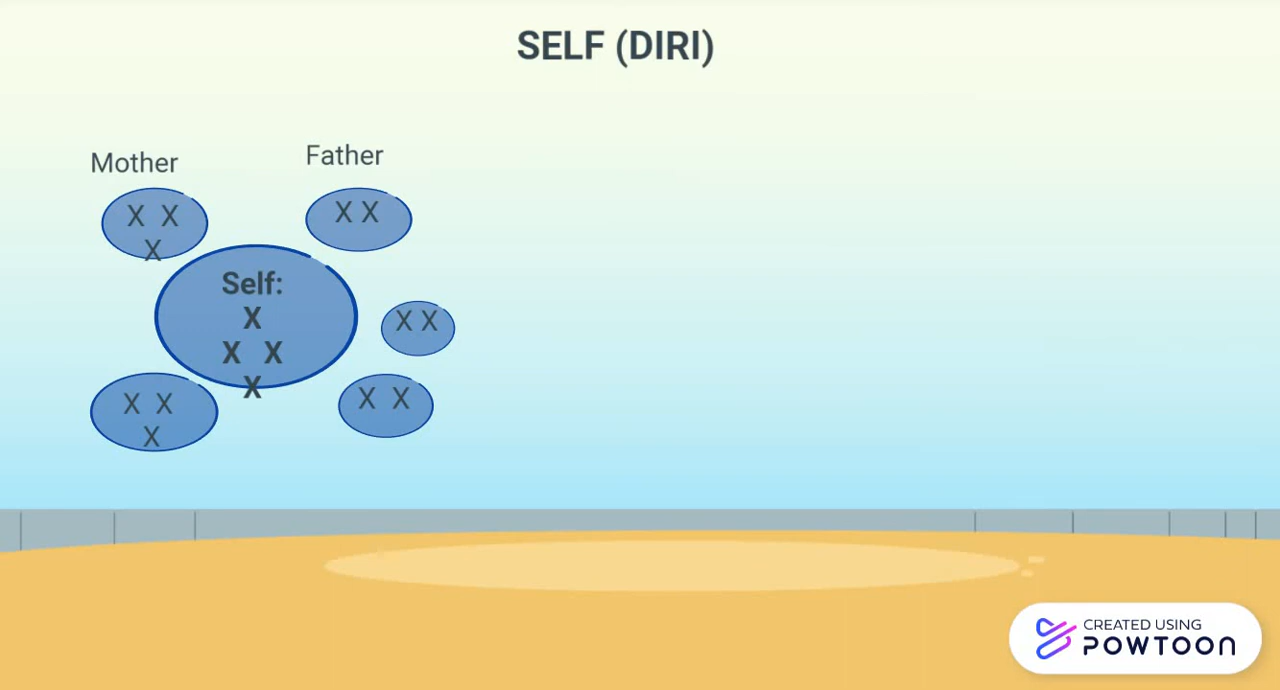 SELF (DIRI)
Mother
Father
X X
X
X X
Self:
X
X X
X
X X
X X
X
X X
CREATED USING
POWTOON